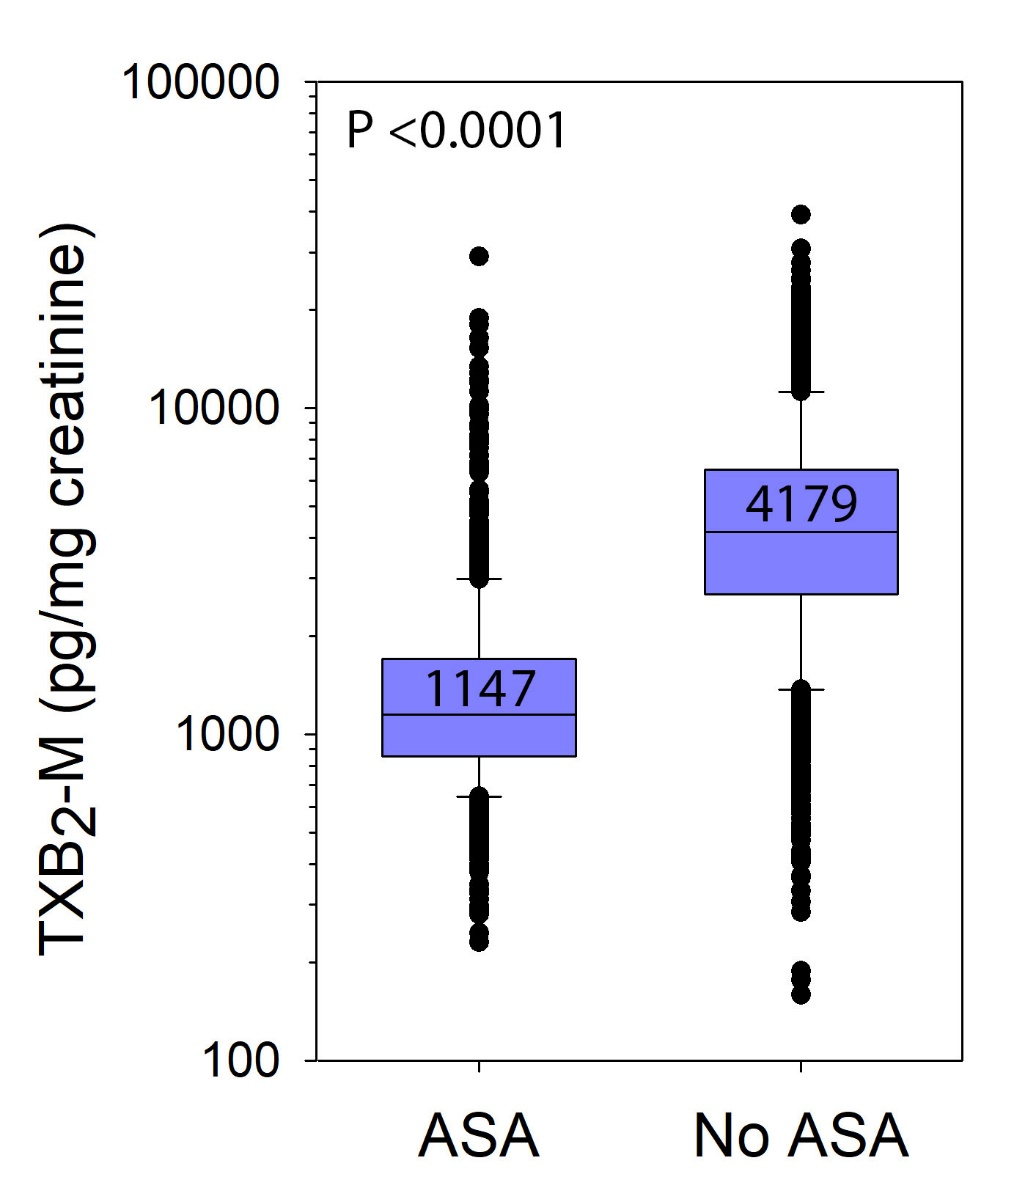 100000
P <0.0001
10000
1000
100
TXB2-M (pg/mg creatinine)
4179
1147
ASA
No ASA